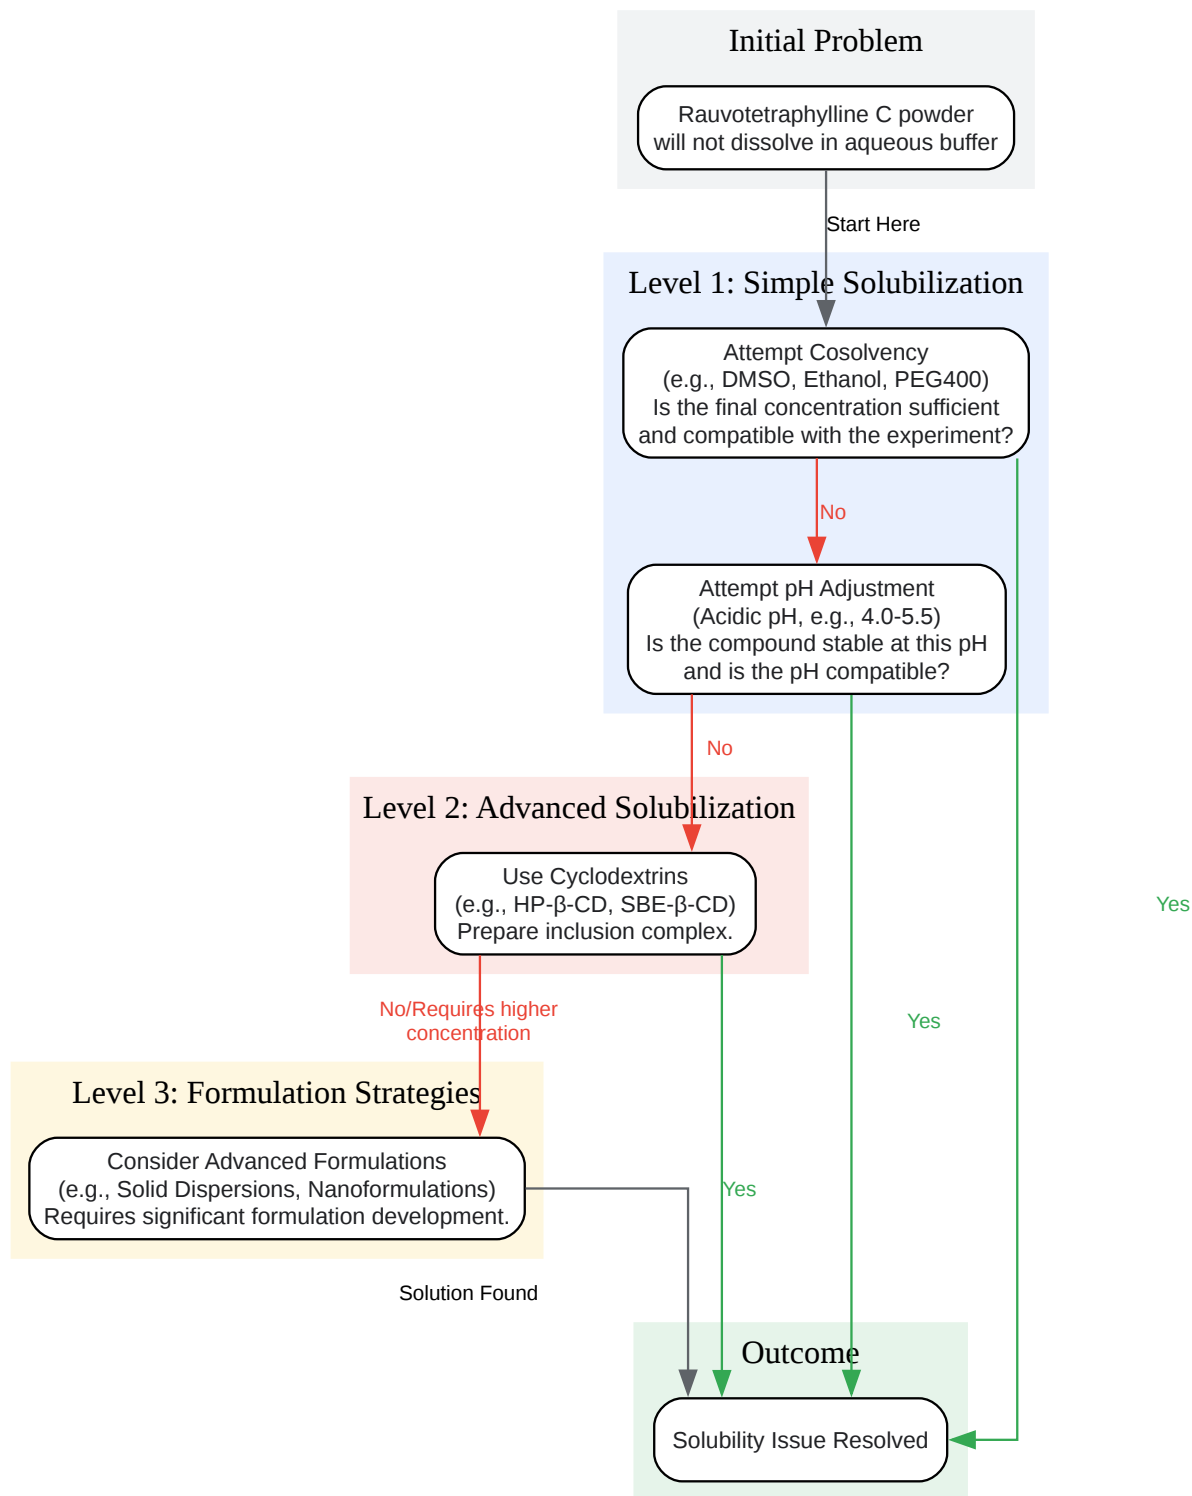 Initial Problem
Rauvotetraphylline C powder
will not dissolve in aqueous buffer
Start Here
Level 1: Simple Solubilization
Attempt Cosolvency
(e.g., DMSO, Ethanol, PEG400)
Is the final concentration sufficient
and compatible with the experiment?
No
Attempt pH Adjustment
(Acidic pH, e.g., 4.0-5.5)
Is the compound stable at this pH
and is the pH compatible?
No
Level 2: Advanced Solubilization
Use Cyclodextrins
(e.g., HP-β-CD, SBE-β-CD)
Prepare inclusion complex.
Yes
No/Requires higher
concentration
Yes
Level 3: Formulation Strategies
Consider Advanced Formulations
(e.g., Solid Dispersions, Nanoformulations)
Requires significant formulation development.
Yes
Solution Found
Outcome
Solubility Issue Resolved